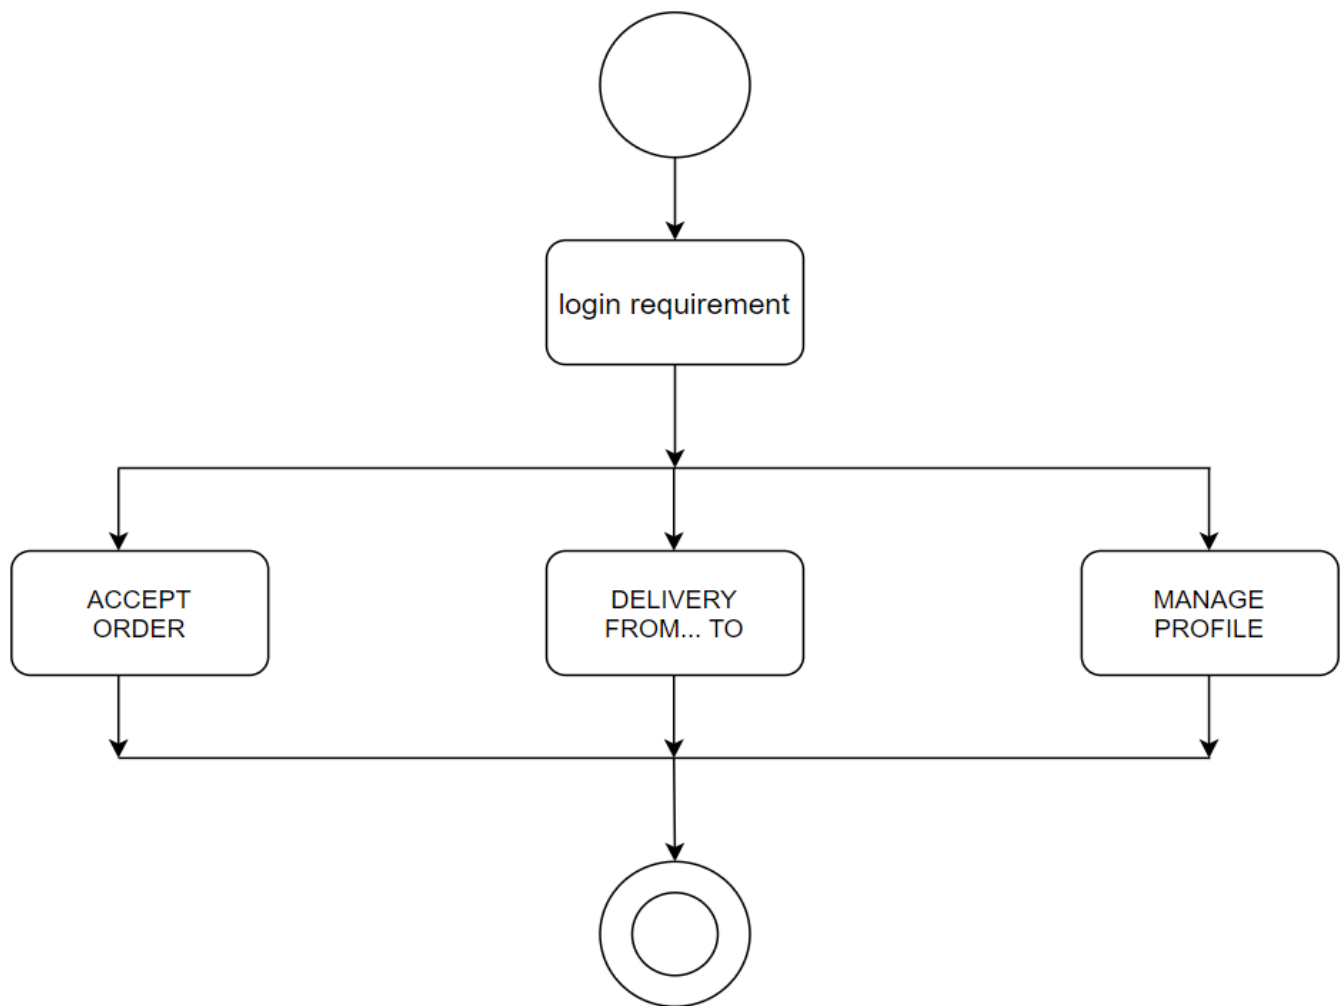 login requirement
ACCEPT
ORDER
DELIVERY
FROM... TO
MANAGE
PROFILE